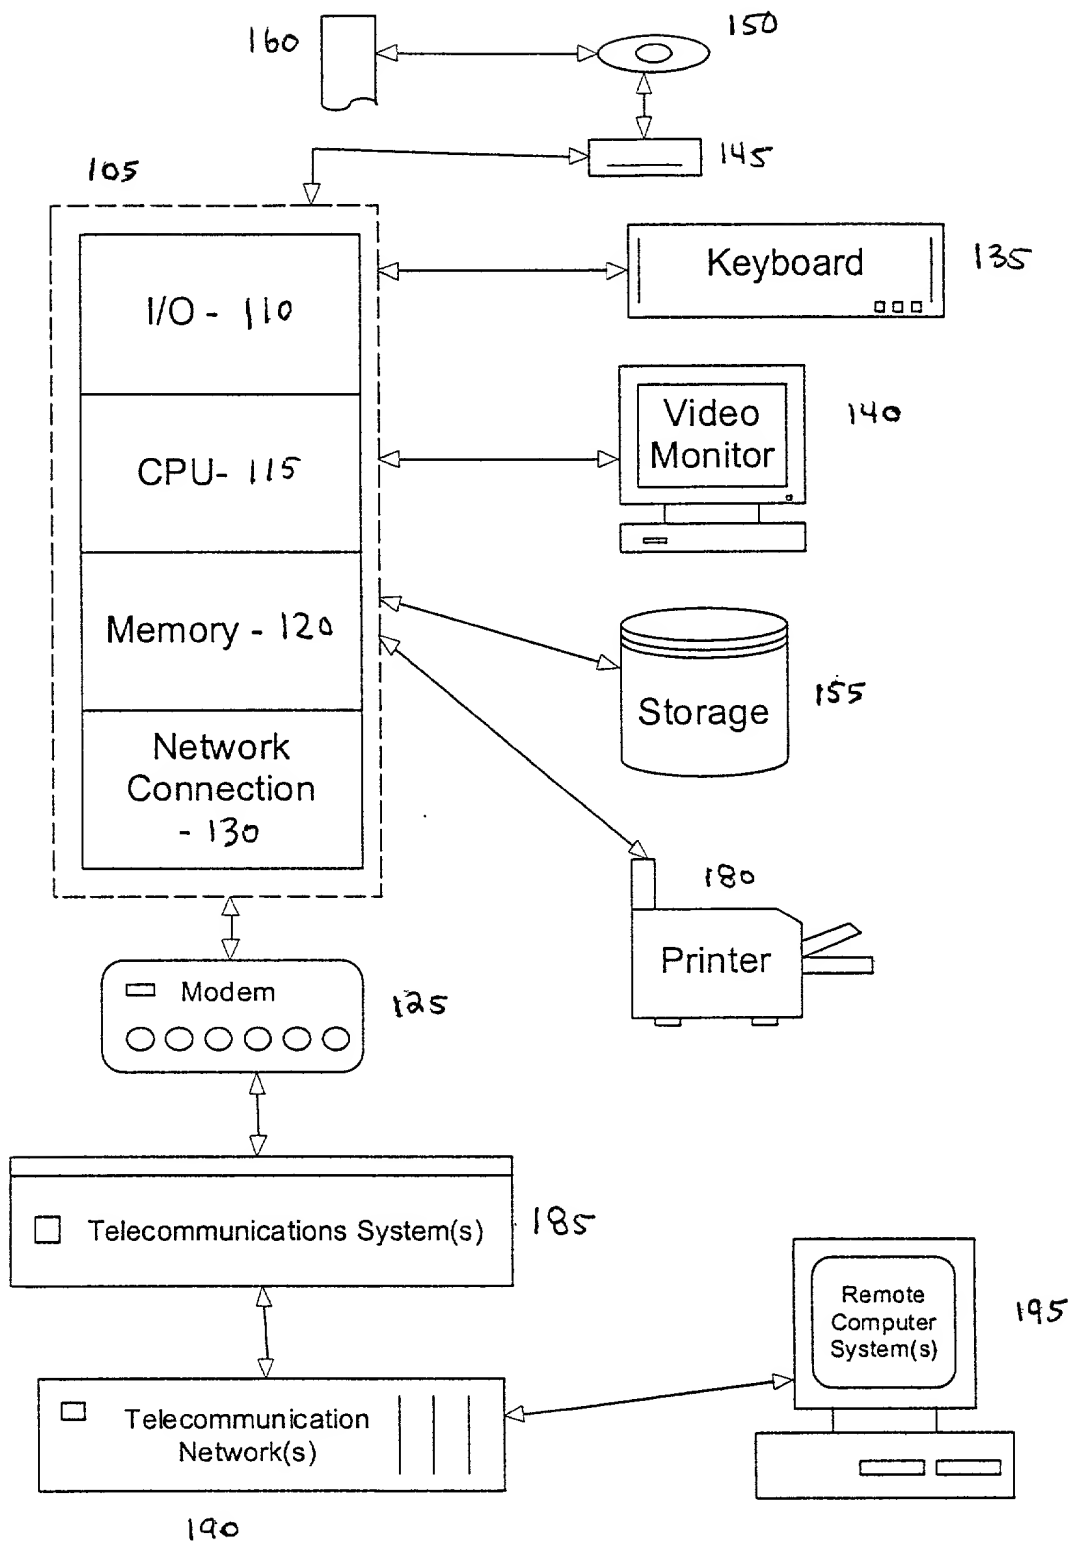 160
150
145
105
Keyboard
135
I/O - 110
Video
Monitor
140
CPU- 115
Memory - 120
Storage
155
Network
Connection
- 130
180
Printer
Modem
125
Telecommunications System(s)
185
Remote
Computer
System(s)
195
Telecommunication
Network(s)
190